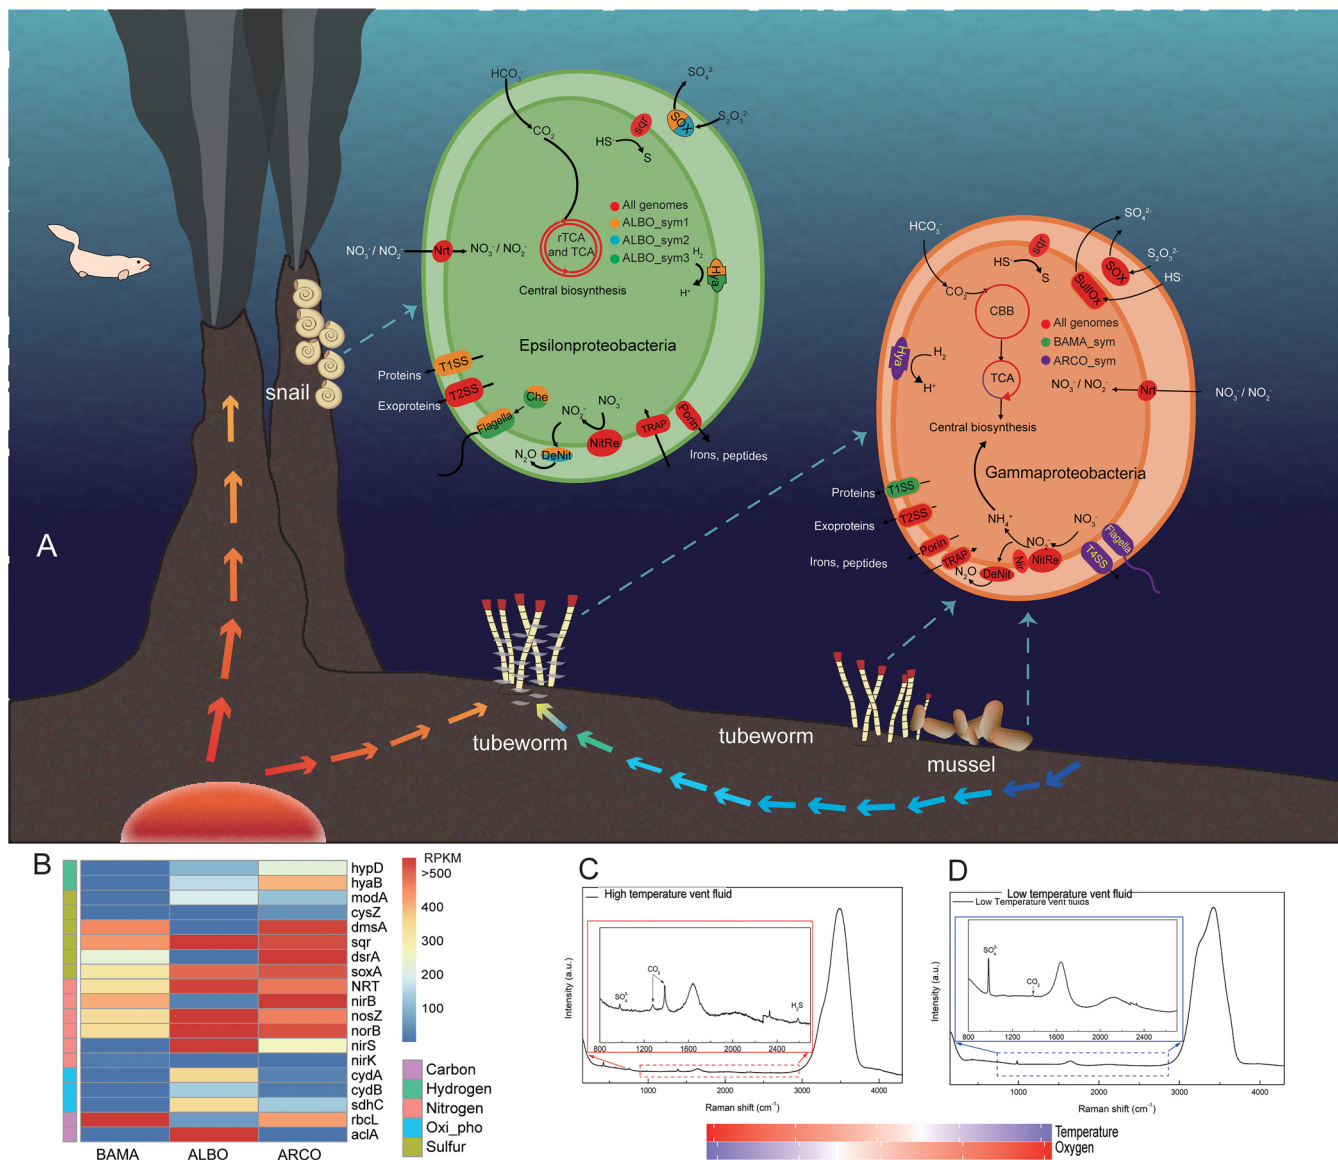 HCO₃⁻
CO₂
SO₄²⁻
SOX
S₂O₃²⁻
sqr
HS⁻
S
All genomes
ALBO_sym1
ALBO_sym2
ALBO_sym3
rTCA
and TCA
Central biosynthesis
NO₃⁻/ NO₂⁻
Nrt
NO₃⁻/ NO₂⁻
H₂
H⁺
Hya
Epsilonproteobacteria
T1SS
Proteins
T2SS
Exoproteins
Flagella
Che
NO₂⁻
NO₃⁻
NitRe
DeNit
N₂O
TRAP
Porin
Irons, peptides
snail
HCO₃⁻
CO₂
sqr
HS⁻
S
SO₄²⁻
S₂O₃²⁻
SOX
HS⁻
SulfOx
CBB
All genomes
BAMA_sym
ARCO_sym
Hya
H₂
H⁺
TCA
NO₃⁻/ NO₂⁻
Nrt
NO₃⁻/ NO₂⁻
Central biosynthesis
Gammaproteobacteria
T1SS
Proteins
T2SS
Exoproteins
Porin
Irons, peptides
TRAP
NH₄⁺
NO₂⁻
NO₃⁻
N₂O
DeNit
Nir
NitRe
T4SS
Flagella
A
tubeworm
tubeworm
mussel
B
hypD
hyaB
modA
cysZ
dmsA
sqr
dsrA
soxA
NRT
nirB
nosZ
norB
nirS
nirK
cydA
cydB
sdhC
rbcL
aclA
BAMA ALBO ARCO
RPKM
>500
400
300
200
100
Carbon
Hydrogen
Nitrogen
Oxi_pho
Sulfur
C
High temperature vent fluid
SO₄²⁻
CO₂
H₂S
800 1200 1600 2000 2400
Intensity (a.u.)
1000 2000 3000 4000
Raman shift (cm⁻¹)
D
Low temperature vent fluid
Low Temperature vent fluids
SO₄²⁻
CO₂
800 1200 1600 2000 2400
Intensity (a.u.)
1000 2000 3000 4000
Raman shift (cm⁻¹)
Temperature
Oxygen